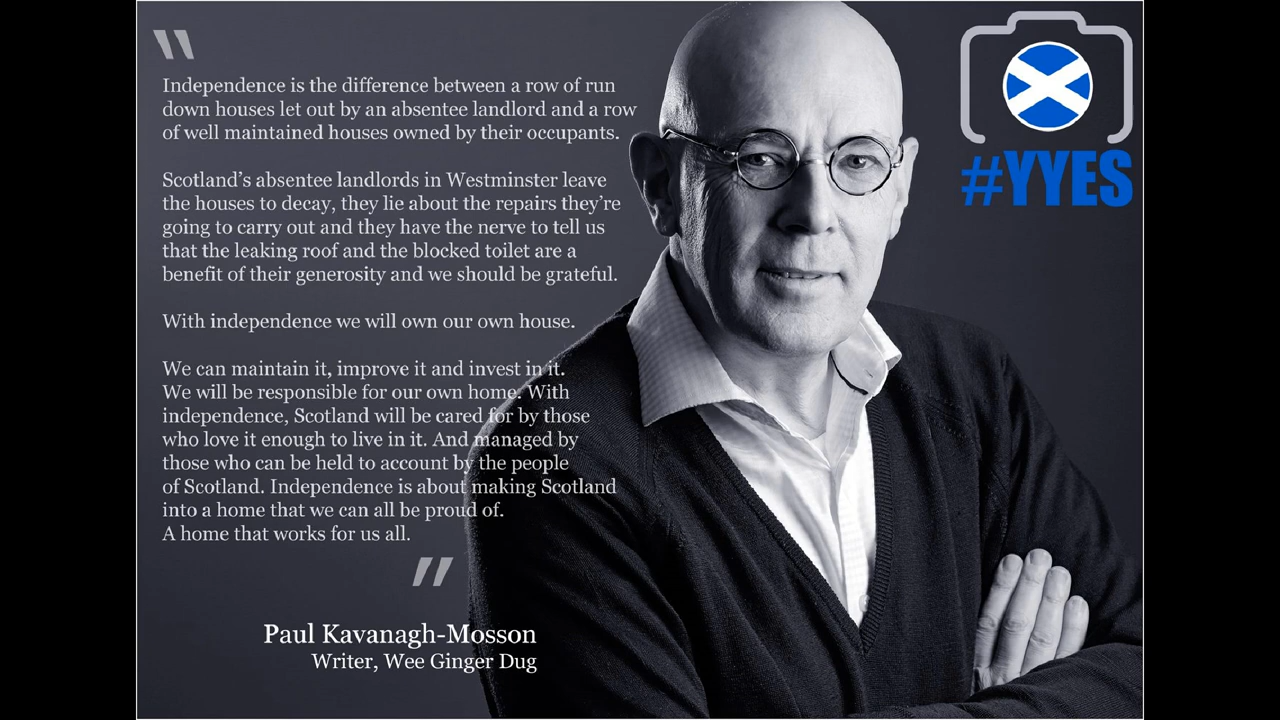 Independence is the difference between a row of run
down houses let out by an absentee landlord and a row
of well maintained houses owned by their occupants.
Scotland's absentee landlords in Westminster leave
the houses to decay, they lie about the repairs they're
going to carry out and they have the nerve to tell us
that the leaking roof and the blocked toilet are a
benefit of their generosity and we should be grateful.
With independence we will own our own house.
We can maintain it, improve it and invest in it.
We will be responsible for our own home. With
independence, Scotland will be cared for by those
who love it enough to live in it. And managed by
those who can be held to account by the people
of Scotland. Independence is about making Scotland
into a home that we can all be proud of.
A home that works for us all.
"
Paul Kavanagh-Mosson
Writer, Wee Ginger Dug
#YYES